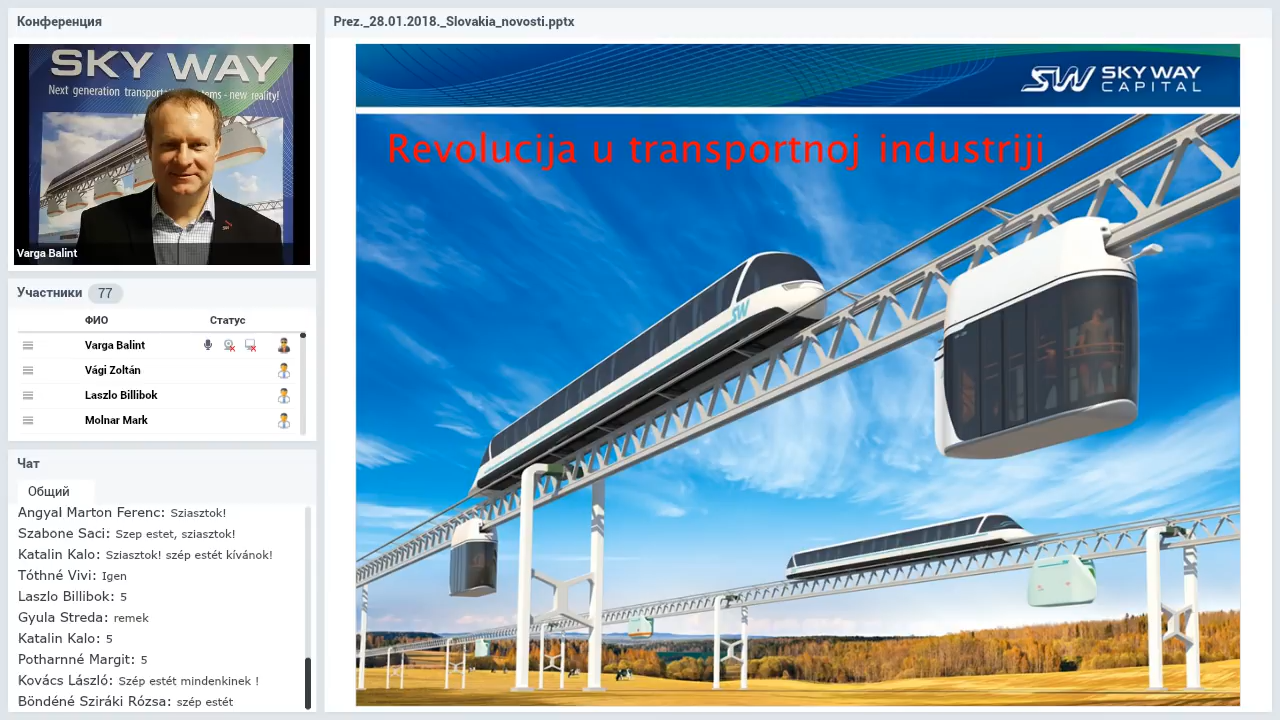 Конференция
SKY WAY
Next generation transporta ems - new reality!
Varga Balint
Участники 77
ФИО Статус
Varga Balint
Vági Zoltán
Laszlo Billibok
Molnar Mark
Чат
Общий
Angyal Marton Ferenc: Sziasztok!
Szabone Saci: Szep estet, sziasztok!
Katalin Kalo: Sziasztok! szép estét kívánok!
Tóthné Vivi: Igen
Laszlo Billibok: 5
Gyula Streda: remek
Katalin Kalo: 5
Potharnné Margit: 5
Kovács László: Szép estét mindenkinek !
Böndéné Sziráki Rózsa: szép estét
Prez._28.01.2018._Slovakia_novosti.pptx
SW SKY WAY
CAPITAL
Revolucija u transportnoj industriji
SW